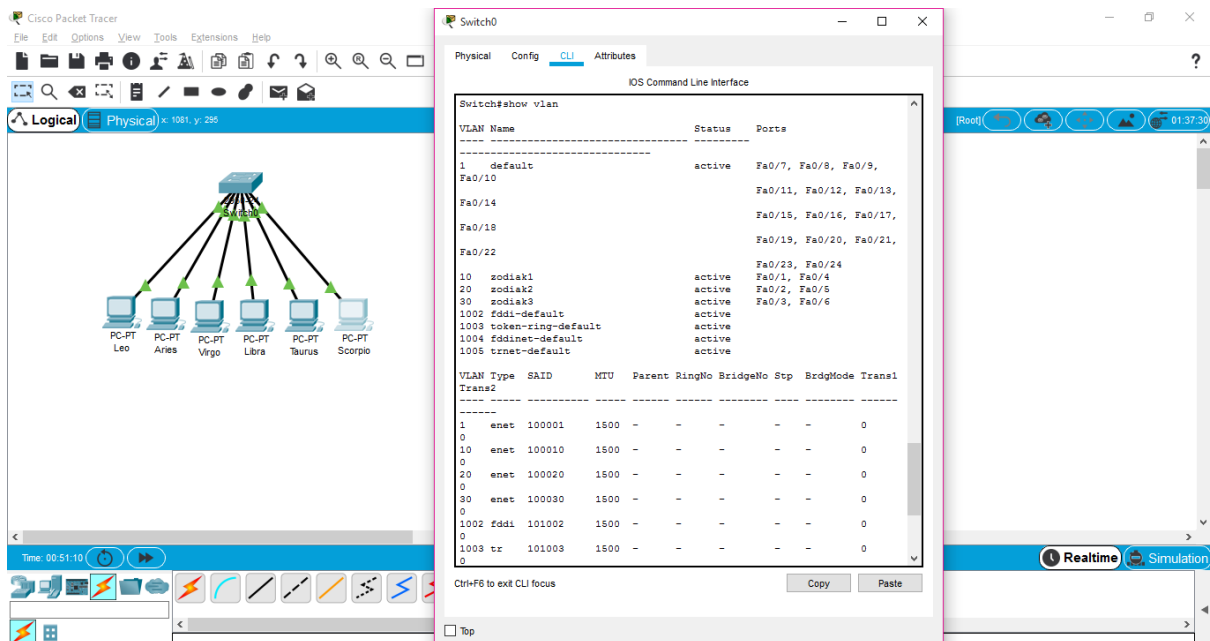 Cisco Packet Tracer
File Edit Options View Tools Extensions Help
?
Logical Physical x: 1081, y: 295
[Root] 01:37:30
Switch0
PC-PT
Leo
PC-PT
Aries
PC-PT
Virgo
PC-PT
Libra
PC-PT
Taurus
PC-PT
Scorpio
Time: 00:51:10
Realtime Simulation
Switch0
Physical Config CLI Attributes
IOS Command Line Interface
Switch#show vlan
VLAN Name Status Ports
---- -------------------------------- ---------
-------------------------------
1 default active Fa0/7, Fa0/8, Fa0/9,
Fa0/10
Fa0/11, Fa0/12, Fa0/13,
Fa0/14
Fa0/15, Fa0/16, Fa0/17,
Fa0/18
Fa0/19, Fa0/20, Fa0/21,
Fa0/22
Fa0/23, Fa0/24
10 zodiak1 active Fa0/1, Fa0/4
20 zodiak2 active Fa0/2, Fa0/5
30 zodiak3 active Fa0/3, Fa0/6
1002 fddi-default active
1003 token-ring-default active
1004 fddinet-default active
1005 trnet-default active
VLAN Type SAID MTU Parent RingNo BridgeNo Stp BrdgMode Trans1
Trans2
---- ----- ---------- ----- ------ ------ -------- ---- -------- ------
------
1 enet 100001 1500 - - - - - 0
0
10 enet 100010 1500 - - - - - 0
0
20 enet 100020 1500 - - - - - 0
0
30 enet 100030 1500 - - - - - 0
0
1002 fddi 101002 1500 - - - - - 0
0
1003 tr 101003 1500 - - - - - 0
0
Ctrl+F6 to exit CLI focus
Copy Paste
Top